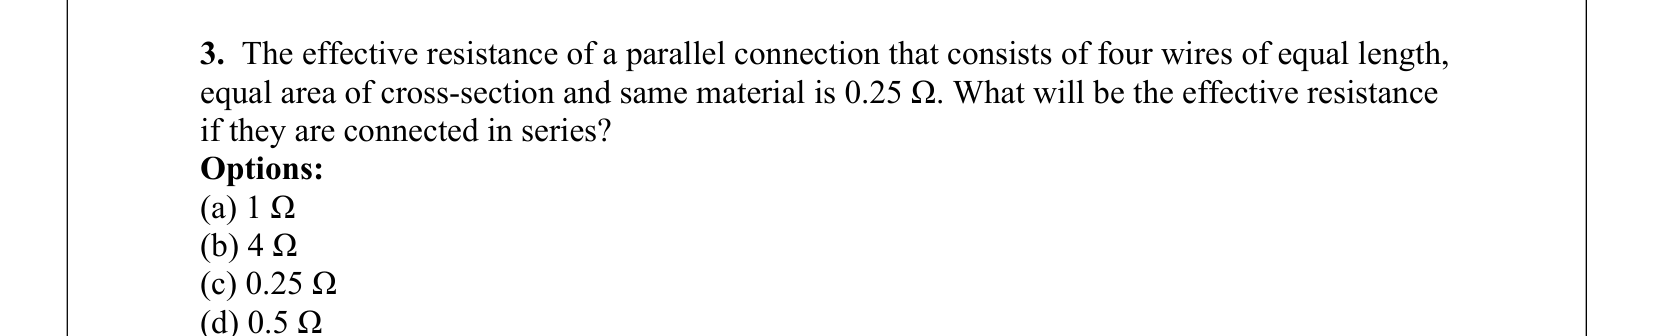 3. The effective resistance of a parallel connection that consists of four wires of equal length,
equal area of cross-section and same material is 0.25 Ω. What will be the effective resistance
if they are connected in series?
Options:
(a) 1 Ω
(b) 4 Ω
(c) 0.25 Ω
(d) 0.5 Ω